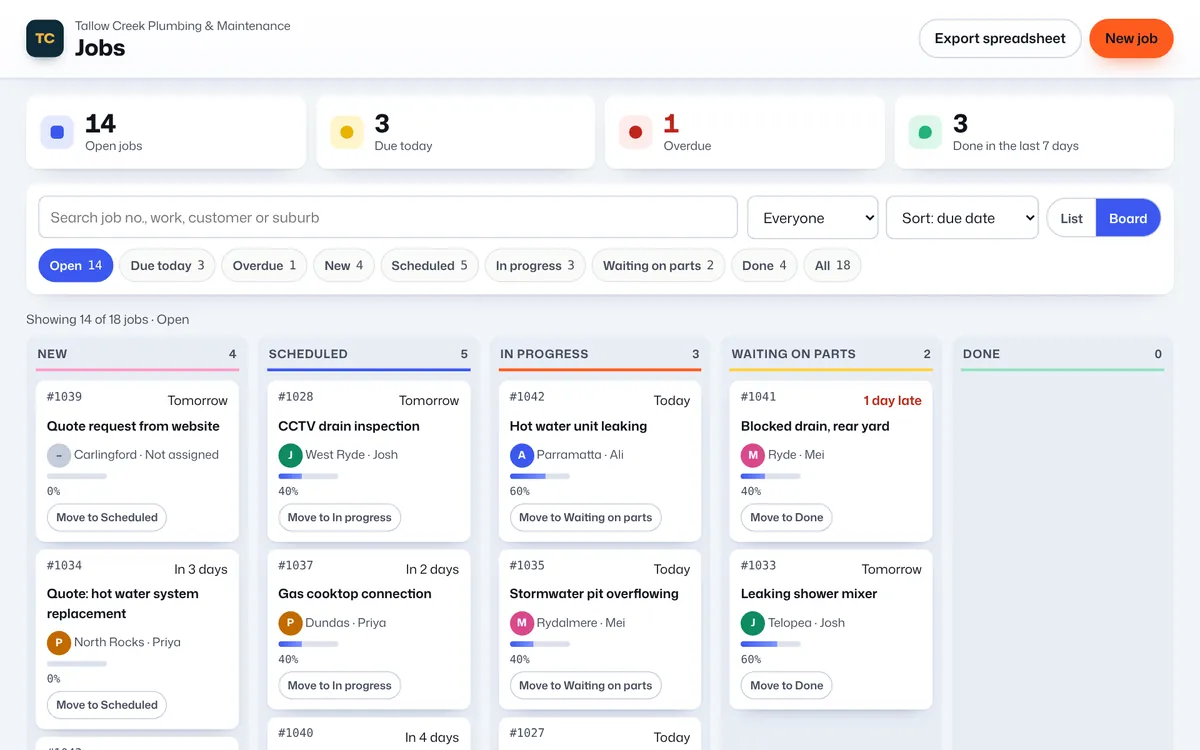 TC
Tallow Creek Plumbing & Maintenance
Jobs
Export spreadsheet
New job
14
Open jobs
3
Due today
1
Overdue
3
Done in the last 7 days
Search job no., work, customer or suburb
Everyone
Sort: due date
List
Board
Open 14
Due today 3
Overdue 1
New 4
Scheduled 5
In progress 3
Waiting on parts 2
Done 4
All 18
Showing 14 of 18 jobs · Open
NEW 4
#1039 Tomorrow
Quote request from website
– Carlingford · Not assigned
0%
Move to Scheduled
#1034 In 3 days
Quote: hot water system
replacement
P North Rocks · Priya
0%
Move to Scheduled
SCHEDULED 5
#1028 Tomorrow
CCTV drain inspection
J West Ryde · Josh
40%
Move to In progress
#1037 In 2 days
Gas cooktop connection
P Dundas · Priya
40%
Move to In progress
#1040 In 4 days
IN PROGRESS 3
#1042 Today
Hot water unit leaking
A Parramatta · Ali
60%
Move to Waiting on parts
#1035 Today
Stormwater pit overflowing
M Rydalmere · Mei
40%
Move to Waiting on parts
#1027 Today
WAITING ON PARTS 2
#1041 1 day late
Blocked drain, rear yard
M Ryde · Mei
40%
Move to Done
#1033 Tomorrow
Leaking shower mixer
J Telopea · Josh
60%
Move to Done
DONE 0